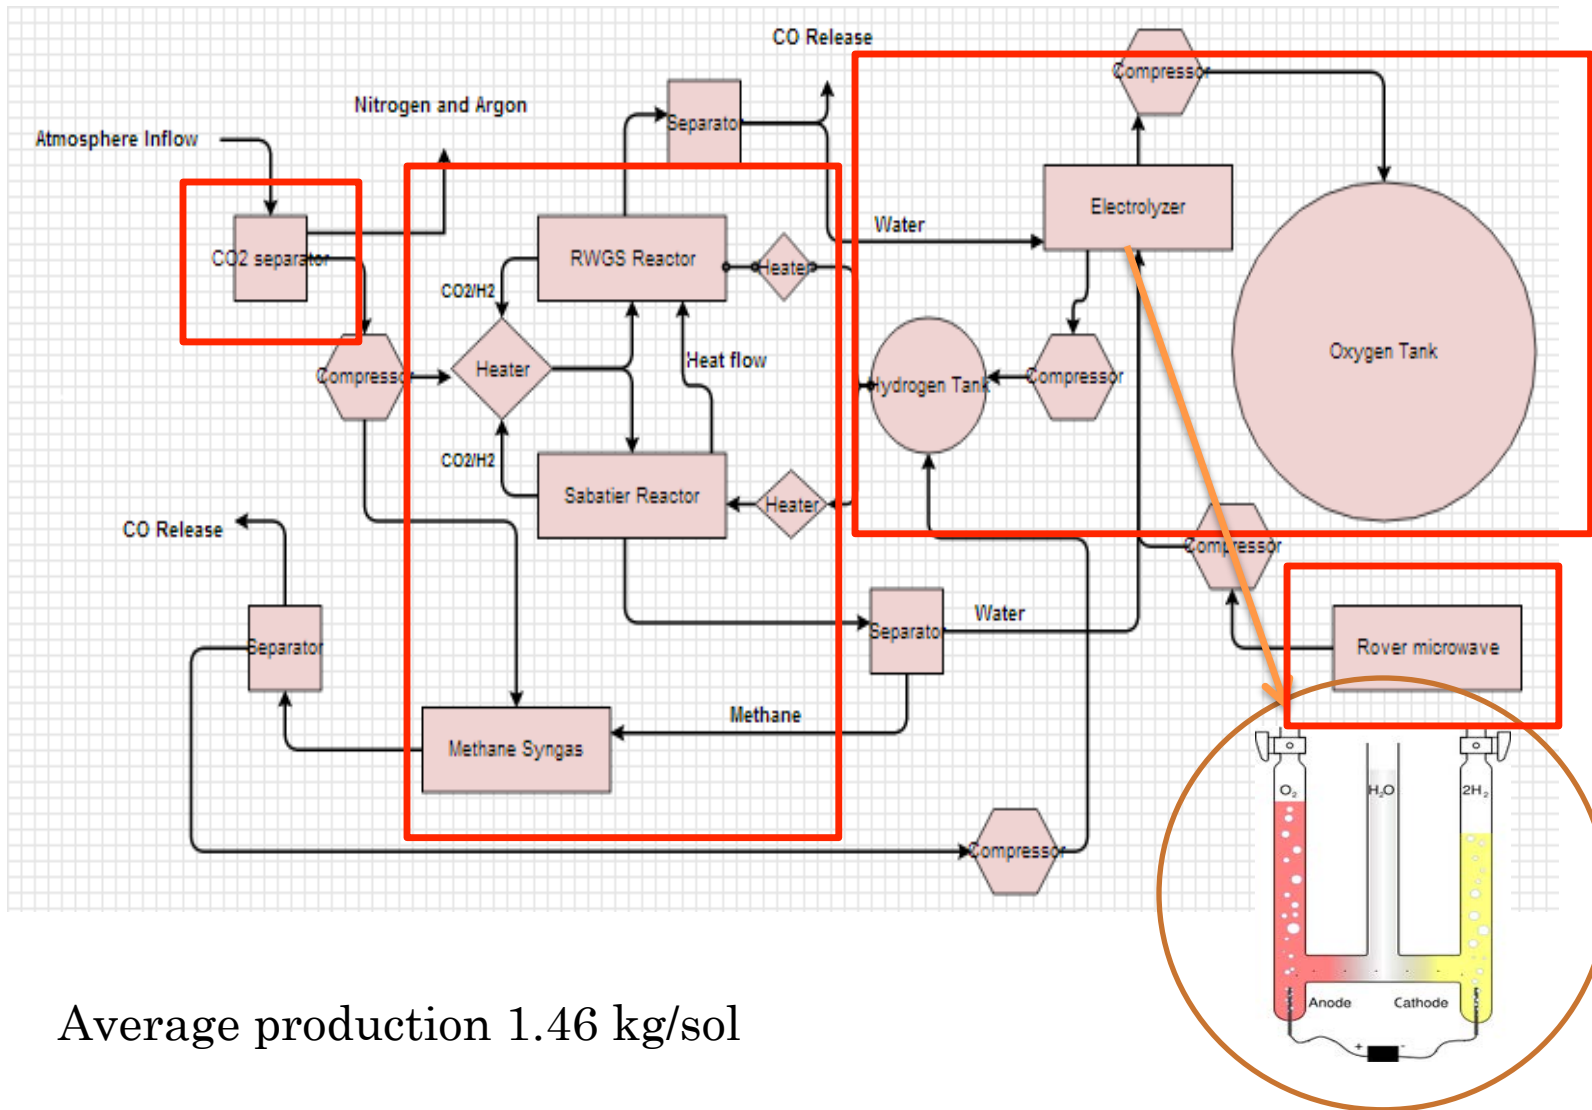 CO Release
Compressor
Nitrogen and Argon
Separator
Atmosphere Inflow
Electrolyzer
Water
CO2 separator
RWGS Reactor
Heater
CO2/H2
Oxygen Tank
Heat flow
Heater
Compressor
Hydrogen Tank
Compressor
CO2/H2
Sabatier Reactor
Heater
CO Release
Compressor
Water
Separator
Separator
Rover microwave
Methane
Methane Syngas
O2
H2O
2H2
Compressor
Anode
Cathode
+
-
Average production 1.46 kg/sol